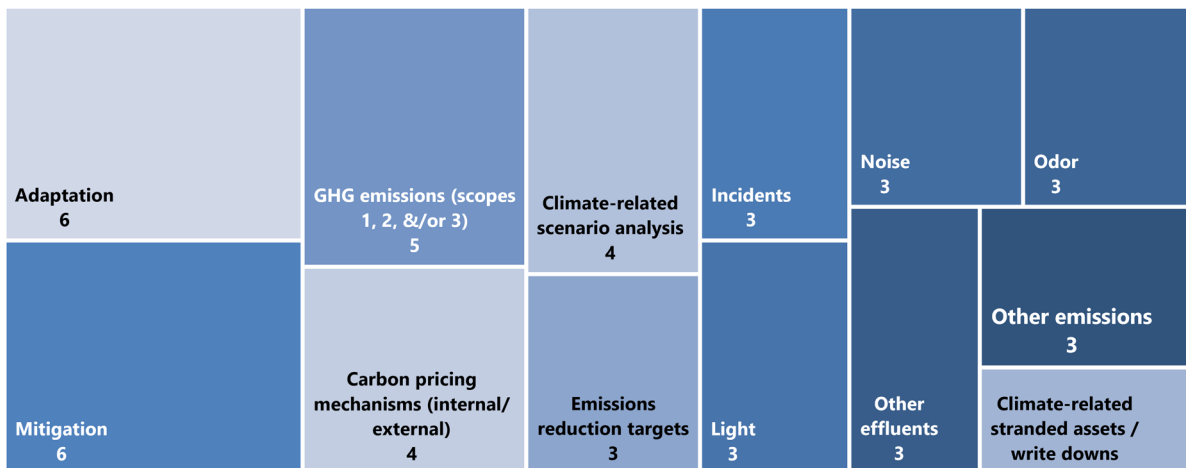 Adaptation
6
Mitigation
6
GHG emissions (scopes
1, 2, &/or 3)
5
Carbon pricing
mechanisms (internal/
external)
4
Climate-related
scenario analysis
4
Emissions
reduction targets
3
Incidents
3
Light
3
Noise
3
Odor
3
Other
effluents
3
Other emissions
3
Climate-related
stranded assets /
write downs